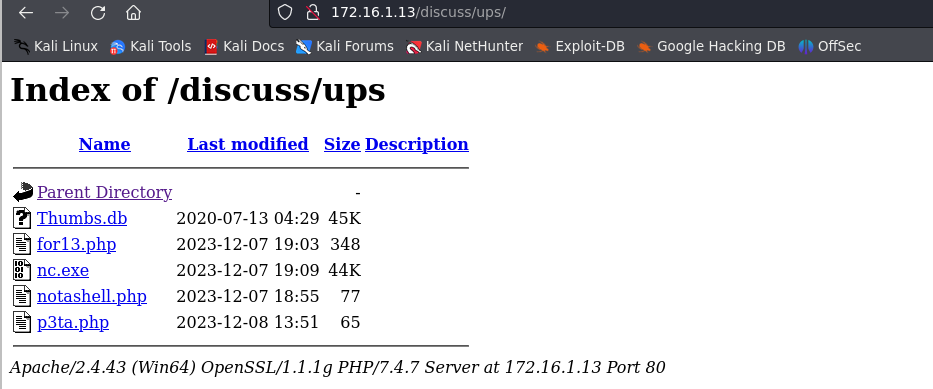 172.16.1.13/discuss/ups/
Kali Linux Kali Tools Kali Docs Kali Forums Kali NetHunter Exploit-DB Google Hacking DB OffSec
Index of /discuss/ups
Name Last modified Size Description
Parent Directory -
Thumbs.db 2020-07-13 04:29 45K
for13.php 2023-12-07 19:03 348
nc.exe 2023-12-07 19:09 44K
notashell.php 2023-12-07 18:55 77
p3ta.php 2023-12-08 13:51 65
Apache/2.4.43 (Win64) OpenSSL/1.1.1g PHP/7.4.7 Server at 172.16.1.13 Port 80